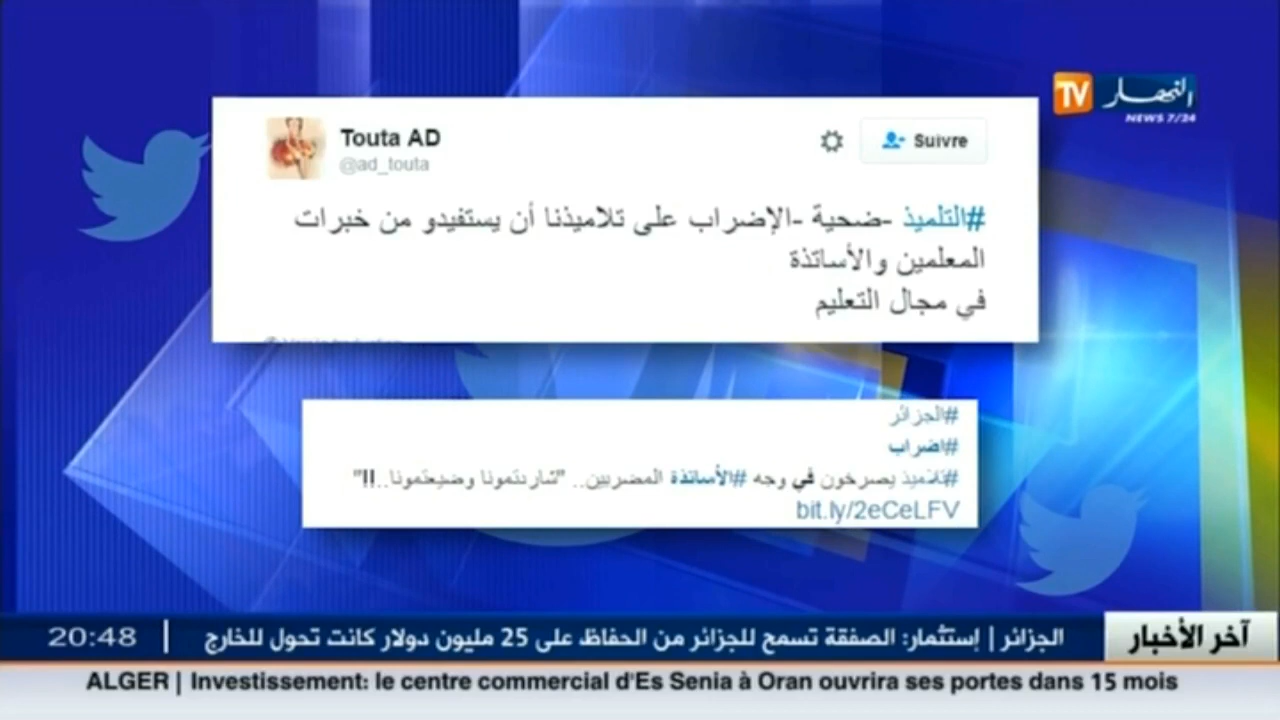 TV النهار
NEWS 7/24
Touta AD
@ad_touta
Suivre
#التلميذ -ضحية -الإضراب على تلاميذنا أن يستفيدو من خبرات
المعلمين والأساتذة
في مجال التعليم
#الجزائر
#اضراب
#تلاميذ يصرخون في وجه #الأساتذة المضربين.. "شاردتمونا وضيعتمونا..!!"
bit.ly/2eCeLFV
آخر الأخبار
الجزائر | إستثمار: الصفقة تسمح للجزائر من الحفاظ على 25 مليون دولار كانت تحول للخارج
20:48
ALGER | Investissement: le centre commercial d'Es Senia à Oran ouvrira ses portes dans 15 mois